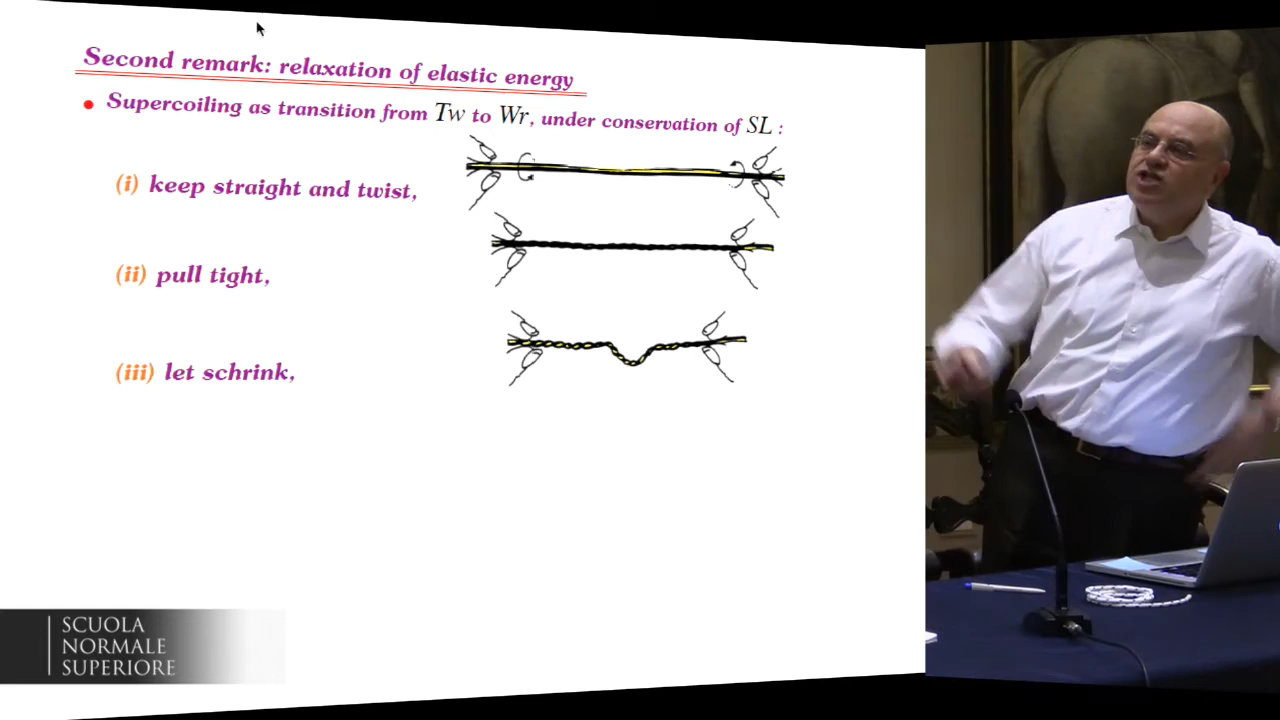 Second remark: relaxation of elastic energy
• Supercoiling as transition from Tw to Wr, under conservation of SL :
(i) keep straight and twist,
(ii) pull tight,
(iii) let schrink,
SCUOLA
NORMALE
SUPERIORE